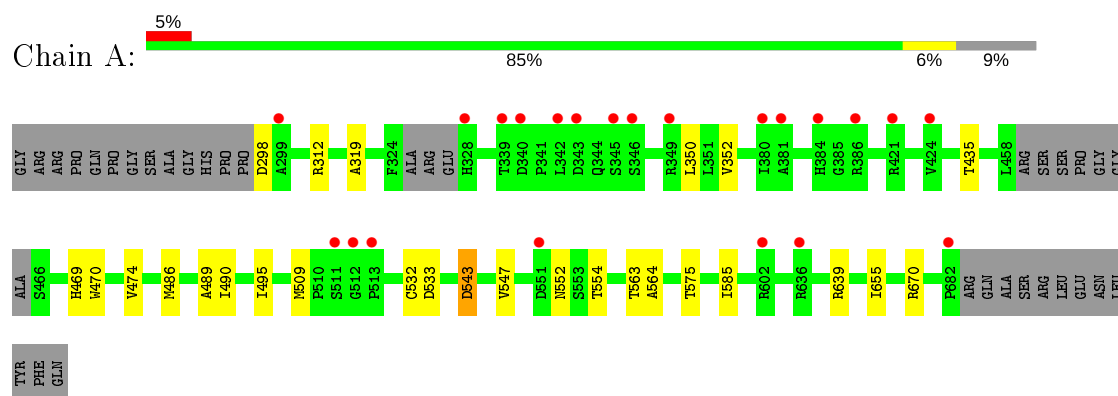 5%
Chain A:
85% 6% 9%
GLY ARG ARG PRO GLN PRO GLY SER ALA GLY HIS PRO PRO D298 A299 R312 A319 F324 ALA ARG GLU H328 T339 D340 P341 L342 D343 Q344 S345 S346 R349 L350 L351 V352 I380 A381 H384 G385 R386 R421 V424 T435 L458 ARG SER SER PRO GLY GLY
ALA S466 H469 W470 V474 M486 A489 I490 I495 M509 P510 S511 G512 P513 C532 D533 D543 V547 D551 N552 S553 T554 T563 A564 T575 I585 R602 R636 R639 I655 R670 P682 ARG GLN ALA SER ARG LEU GLU ASN LEU
TYR PHE GLN